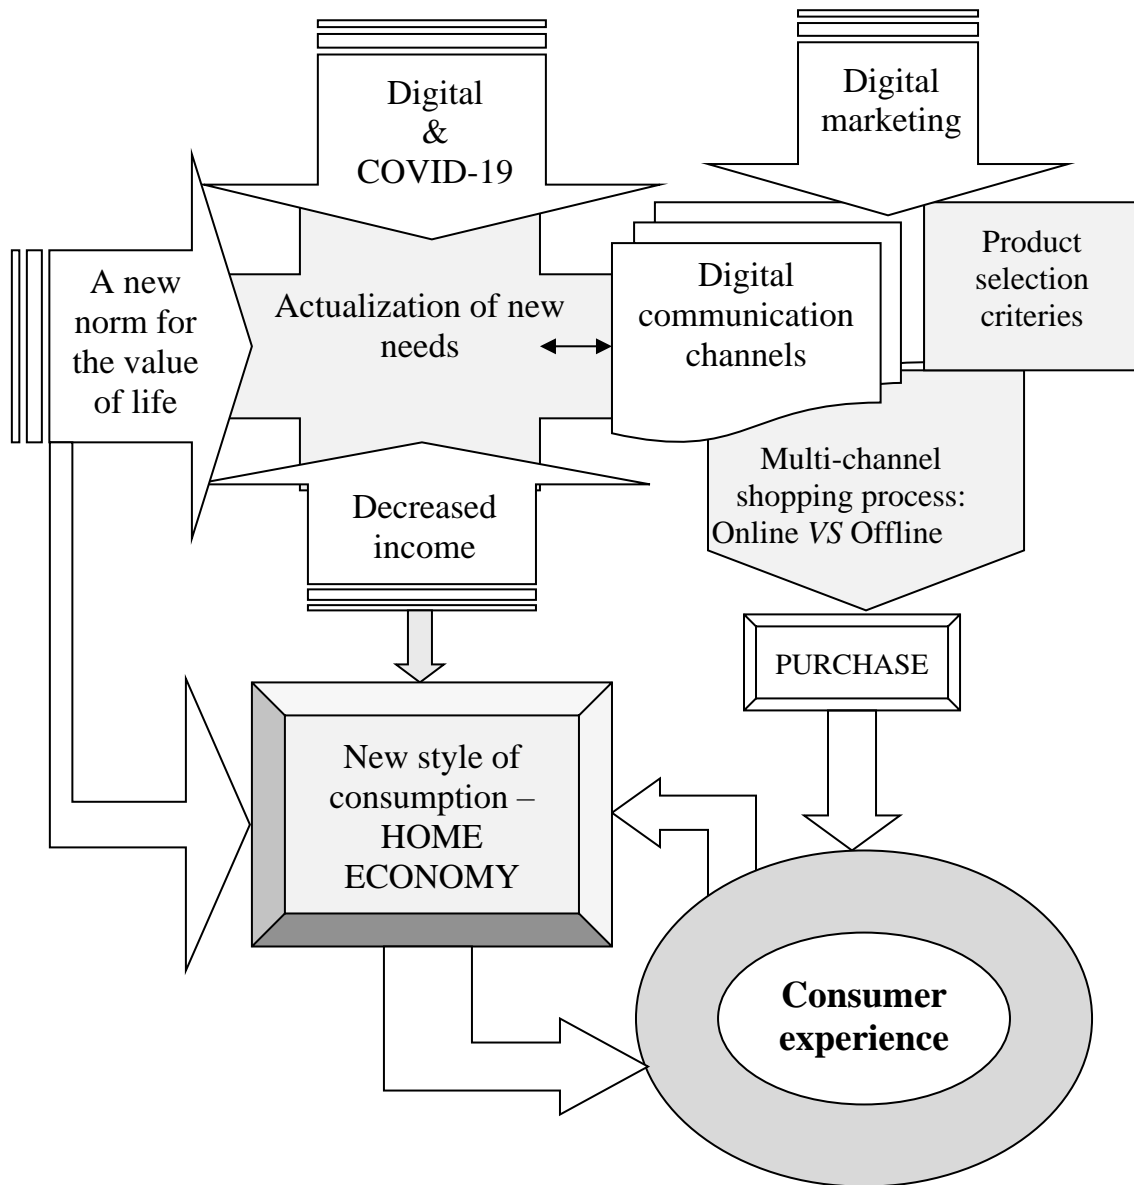 Digital
&
COVID-19
Digital
marketing
A new
norm for
the value
of life
Actualization of new
needs
Digital
communication
channels
Product
selection
criteries
Decreased
income
Multi-channel
shopping process:
Online VS Offline
PURCHASE
New style of
consumption –
HOME
ECONOMY
Consumer
experience